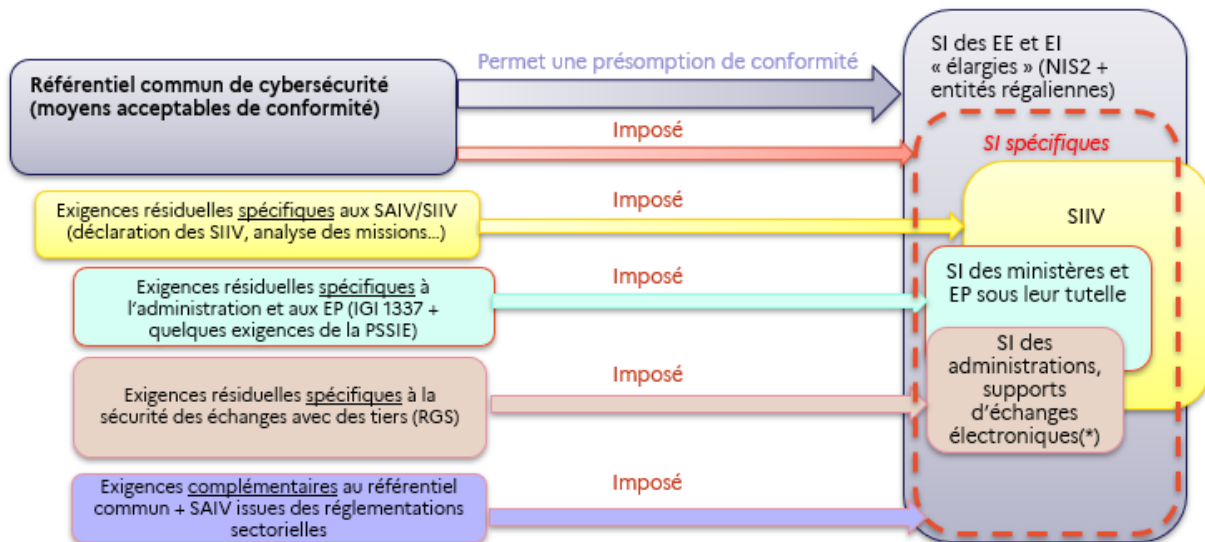 Référentiel commun de cybersécurité
(moyens acceptables de conformité)
Permet une présomption de conformité
SI des EE et EI
« élargies » (NIS2 +
entités régaliennes)
Imposé
SI spécifiques
Exigences résiduelles spécifiques aux SAIV/SIIV
(déclaration des SIIV, analyse des missions...)
Imposé
SIIV
Exigences résiduelles spécifiques à
l'administration et aux EP (IGI 1337 +
quelques exigences de la PSSIE)
Imposé
SI des ministères et
EP sous leur tutelle
Exigences résiduelles spécifiques à la
sécurité des échanges avec des tiers (RGS)
Imposé
SI des
administrations,
supports
d'échanges
électroniques(*)
Exigences complémentaires au référentiel
commun + SAIV issues des réglementations
sectorielles
Imposé